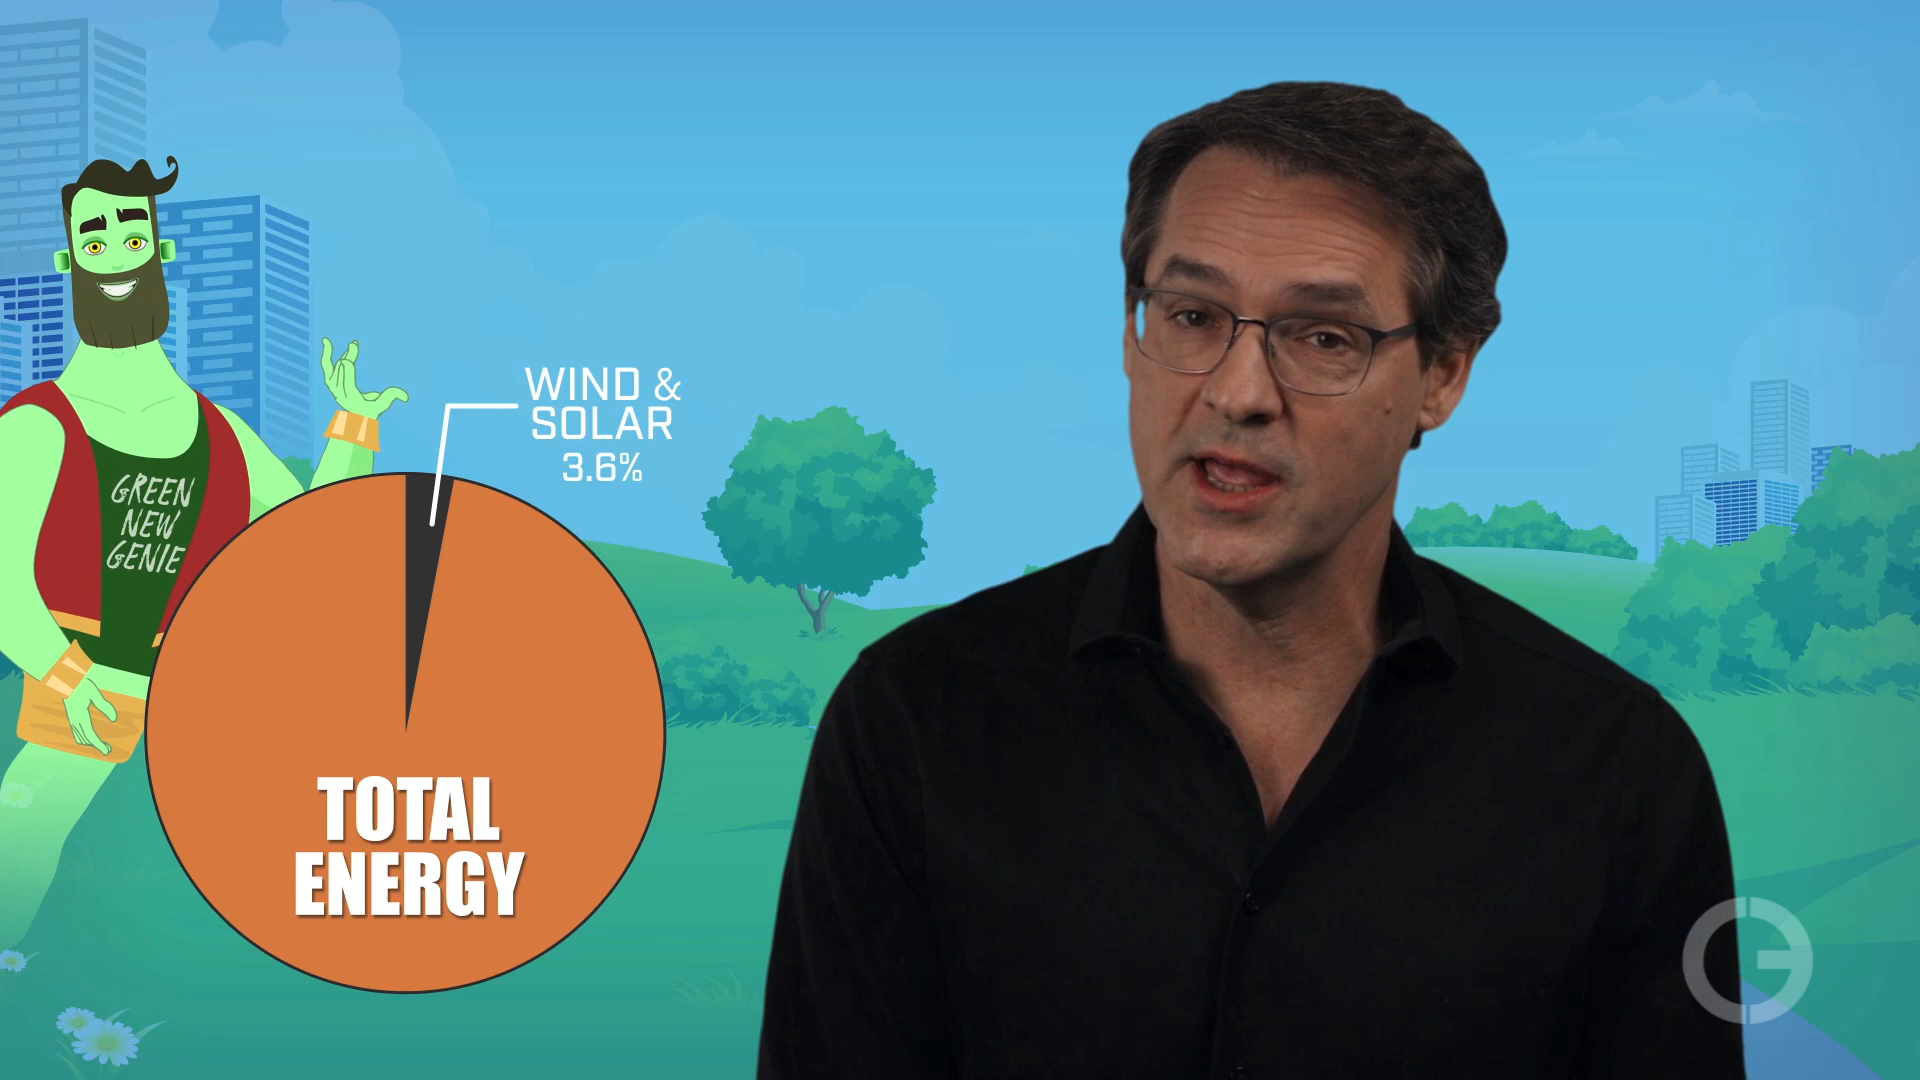 WIND &
SOLAR
3.6%
GREEN
NEW
GENIE
TOTAL
ENERGY